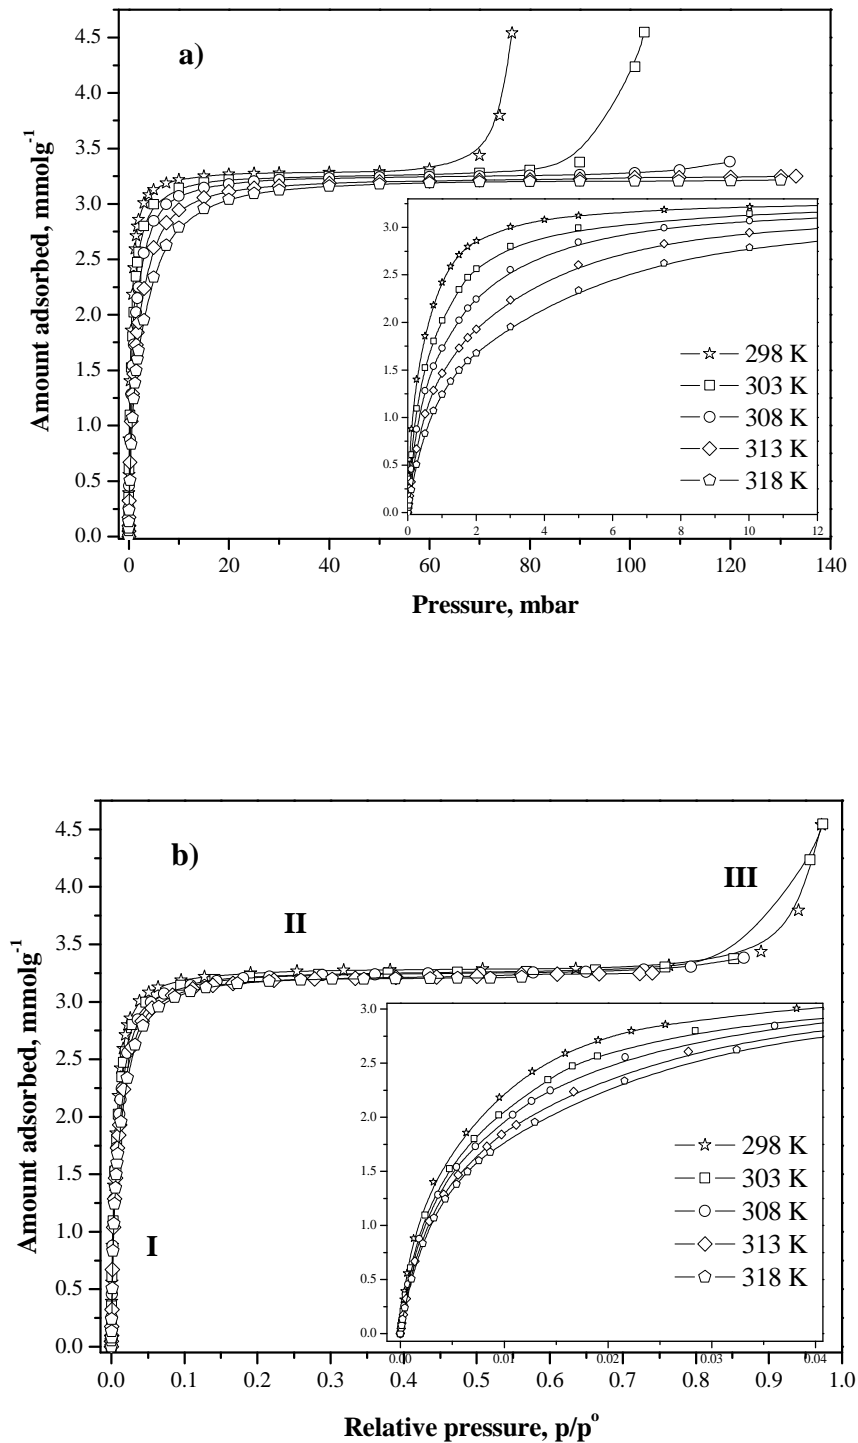 a)
Amount adsorbed, mmolg-1
4.5
4.0
3.5
3.0
2.5
2.0
1.5
1.0
0.5
0.0
0 20 40 60 80 100 120 140
Pressure, mbar
3.0
2.5
2.0
1.5
1.0
0.5
0.0
0 2 4 6 8 10 12
298 K
303 K
308 K
313 K
318 K
b)
Amount adsorbed, mmolg-1
4.5
4.0
3.5
3.0
2.5
2.0
1.5
1.0
0.5
0.0
I
II
III
0.0 0.1 0.2 0.3 0.4 0.5 0.6 0.7 0.8 0.9 1.0
Relative pressure, p/po
3.0
2.5
2.0
1.5
1.0
0.5
0.0
0.00 0.01 0.02 0.03 0.04
298 K
303 K
308 K
313 K
318 K